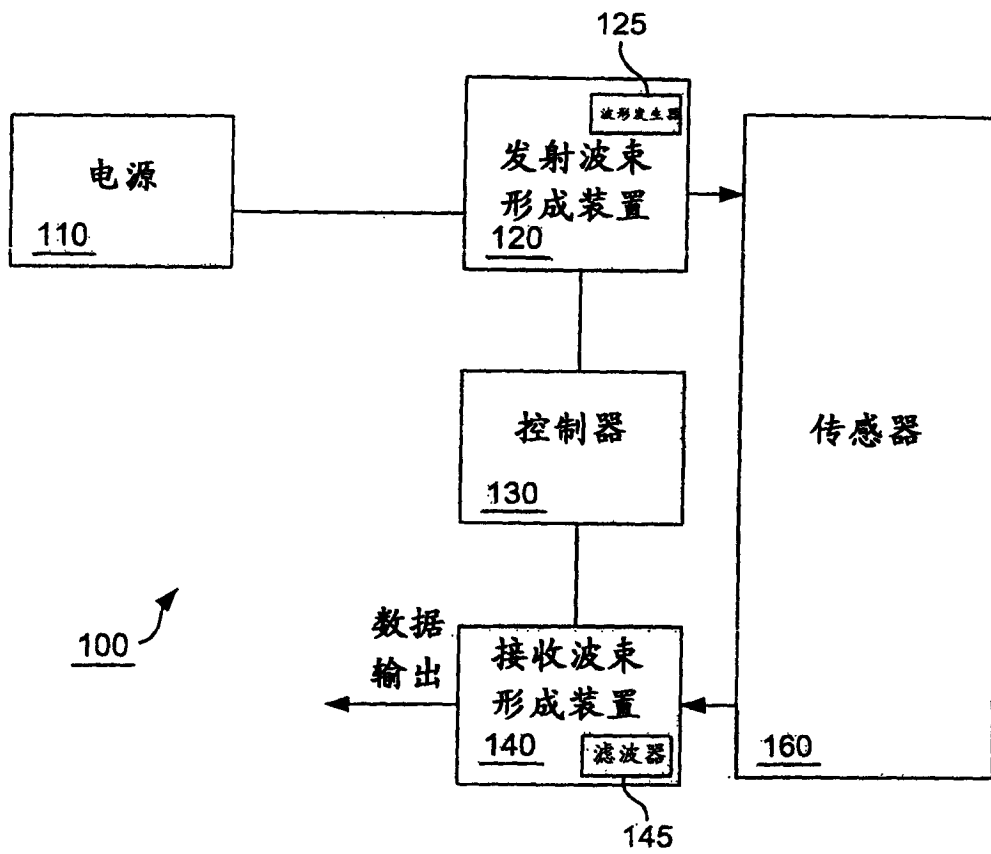 125
波形发生器
发射波束
形成装置
120
电源
110
控制器
130
传感器
160
100
数据
输出
接收波束
形成装置
140
滤波器
145